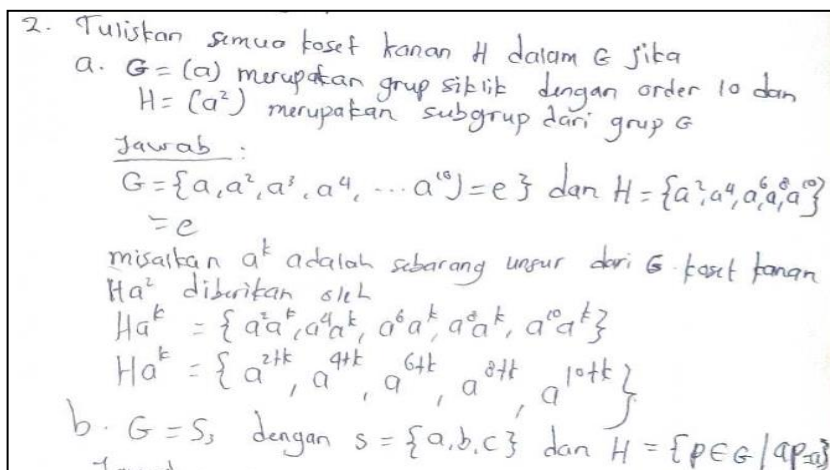 2. Tuliskan semua koset kanan H dalam G jika
a. G = (a) merupakan grup siklik dengan order 10 dan
H = (a²) merupakan subgrup dari grup G
Jawab :
G = {a, a², a³, a⁴, ... a¹⁰) = e} dan H = {a², a⁴, a⁶, a⁸, a¹⁰}
= e
misalkan aᵏ adalah sebarang unsur dari G. koset kanan
Ha² diberikan oleh
Haᵏ = {a²aᵏ, a⁴aᵏ, a⁶aᵏ, a⁸aᵏ, a¹⁰aᵏ}
Haᵏ = {a²⁺ᵏ, a⁴⁺ᵏ, a⁶⁺ᵏ, a⁸⁺ᵏ, a¹⁰⁺ᵏ}
b. G = S₃ dengan s = {a, b, c} dan H = {p ∈ G / ap=a}